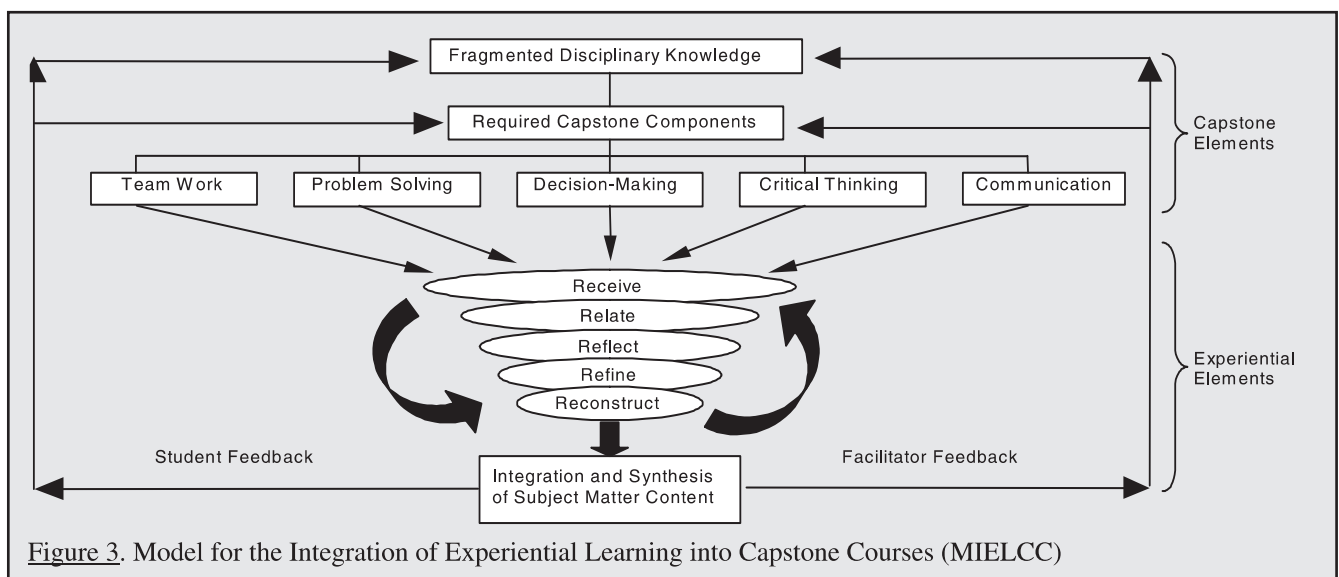 Fragmented Disciplinary Knowledge
Required Capstone Components
Capstone
Elements
Team Work
Problem Solving
Decision-Making
Critical Thinking
Communication
Receive
Relate
Reflect
Refine
Reconstruct
Experiential
Elements
Student Feedback
Facilitator Feedback
Integration and Synthesis
of Subject Matter Content
Figure 3. Model for the Integration of Experiential Learning into Capstone Courses (MIELCC)